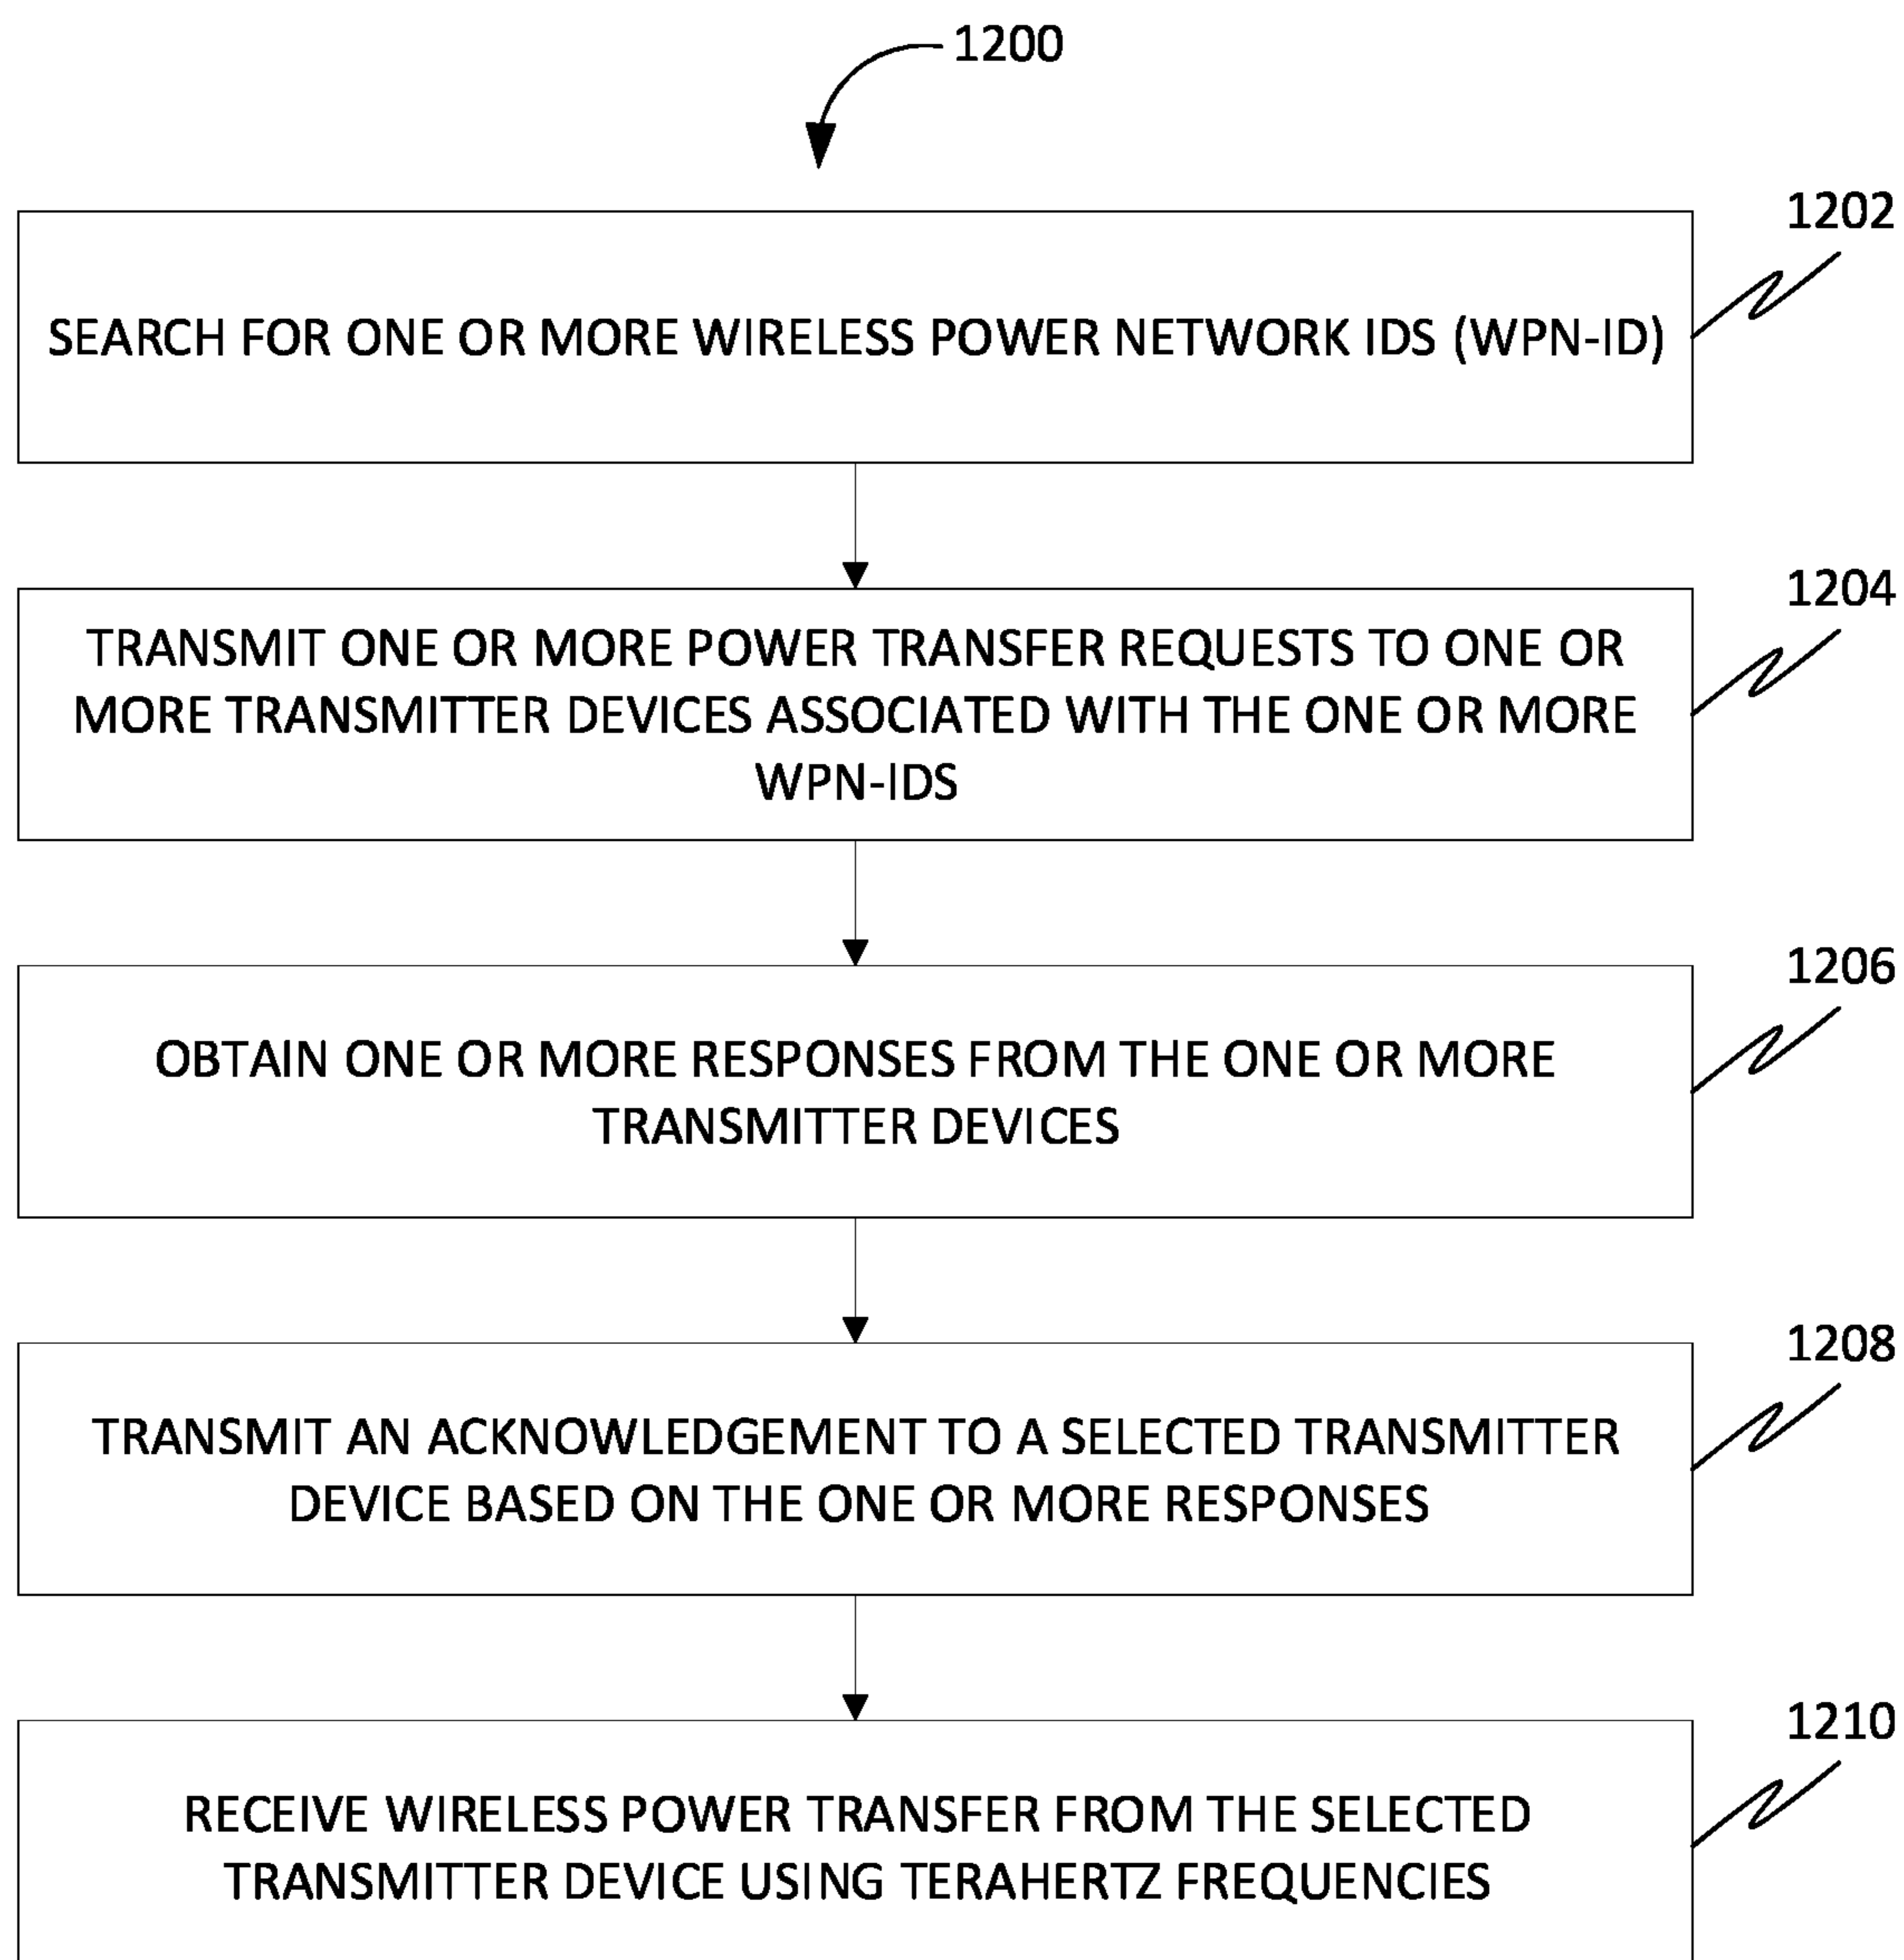 1200
1202
SEARCH FOR ONE OR MORE WIRELESS POWER NETWORK IDS (WPN-ID)
1204
TRANSMIT ONE OR MORE POWER TRANSFER REQUESTS TO ONE OR
MORE TRANSMITTER DEVICES ASSOCIATED WITH THE ONE OR MORE
WPN-IDS
1206
OBTAIN ONE OR MORE RESPONSES FROM THE ONE OR MORE
TRANSMITTER DEVICES
1208
TRANSMIT AN ACKNOWLEDGEMENT TO A SELECTED TRANSMITTER
DEVICE BASED ON THE ONE OR MORE RESPONSES
1210
RECEIVE WIRELESS POWER TRANSFER FROM THE SELECTED
TRANSMITTER DEVICE USING TERAHERTZ FREQUENCIES